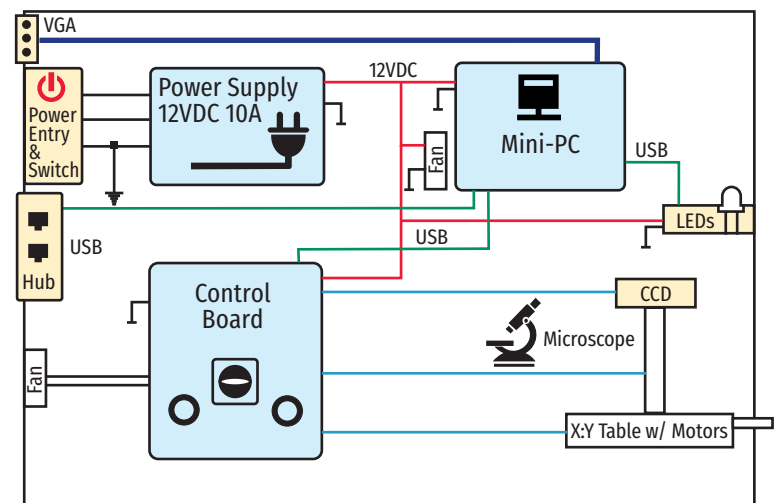 VGA
Power
Entry
&
Switch
Power Supply
12VDC 10A
12VDC
Fan
Mini-PC
USB
LEDs
Hub
USB
USB
Control
Board
CCD
Microscope
Fan
X:Y Table w/ Motors